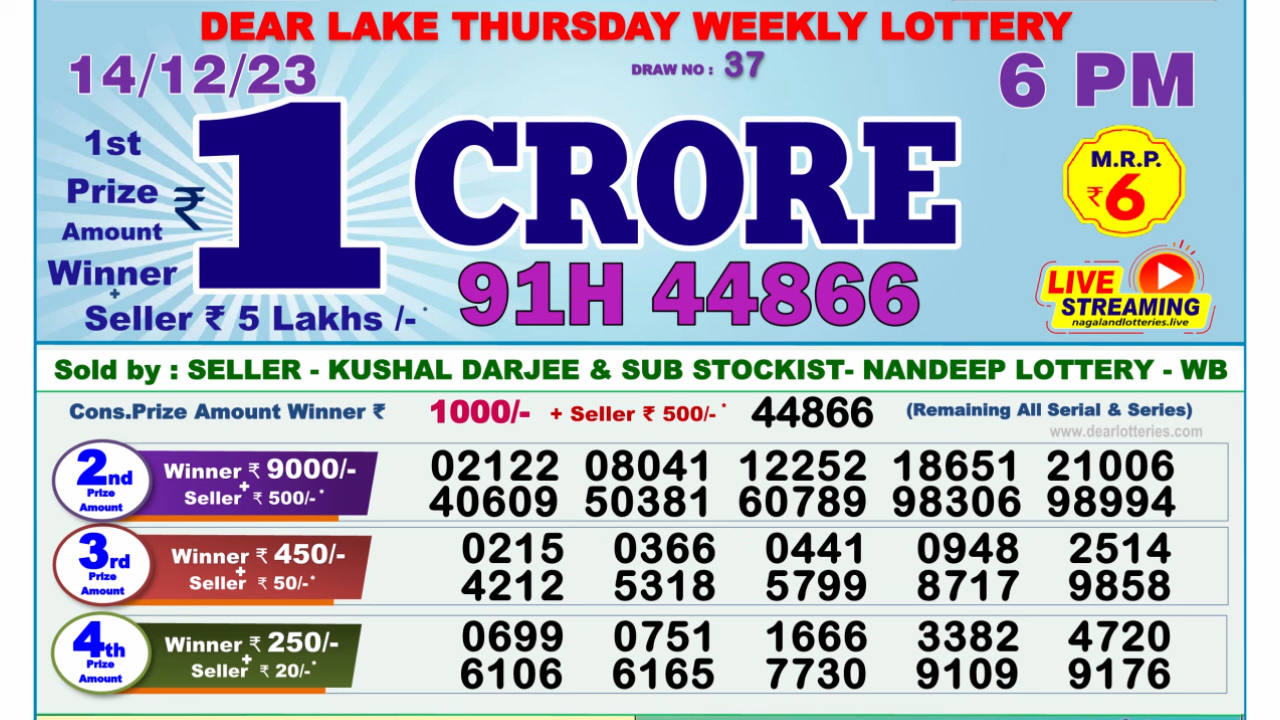 DEAR LAKE THURSDAY WEEKLY LOTTERY
14/12/23
DRAW NO : 37
6 PM
1st
Prize
Amount
Winner
+
Seller ₹ 5 Lakhs /-*
₹ 1 CRORE
91H 44866
M.R.P.
₹6
LIVE
STREAMING
nagalandlotteries.live
Sold by : SELLER - KUSHAL DARJEE & SUB STOCKIST- NANDEEP LOTTERY - WB
Cons.Prize Amount Winner ₹ 1000/- + Seller ₹ 500/-* 44866 (Remaining All Serial & Series)
www.dearlotteries.com
2nd
Prize
Amount
Winner ₹ 9000/-
+
Seller ₹ 500/-*
02122 08041 12252 18651 21006
40609 50381 60789 98306 98994
3rd
Prize
Amount
Winner ₹ 450/-
+
Seller ₹ 50/-*
0215 0366 0441 0948 2514
4212 5318 5799 8717 9858
4th
Prize
Amount
Winner ₹ 250/-
+
Seller ₹ 20/-*
0699 0751 1666 3382 4720
6106 6165 7730 9109 9176